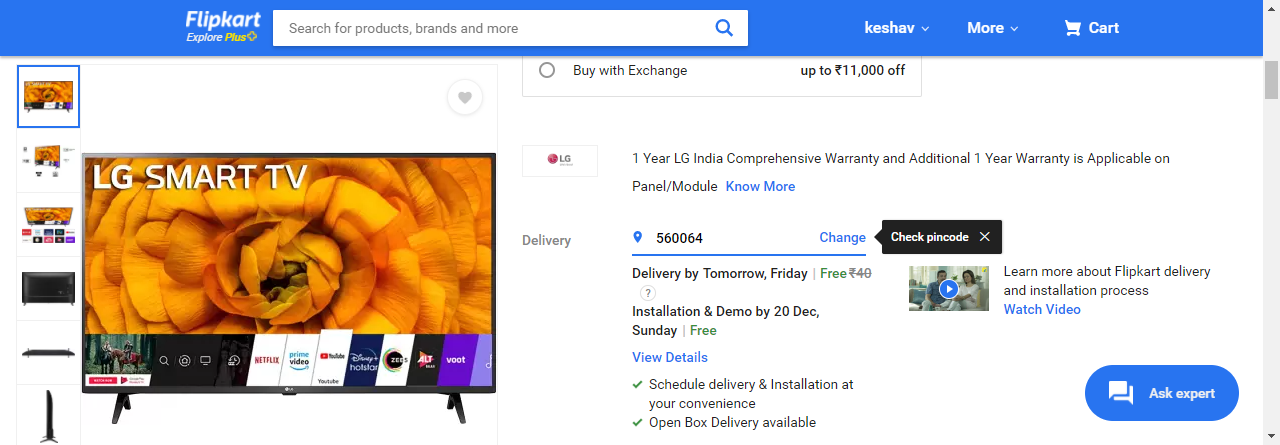 Flipkart
Explore Plus
Search for products, brands and more
keshav
More
Cart
Buy with Exchange
up to ₹11,000 off
LG
1 Year LG India Comprehensive Warranty and Additional 1 Year Warranty is Applicable on
Panel/Module Know More
LG SMART TV
Delivery
560064
Change
Check pincode
Delivery by Tomorrow, Friday | Free ₹40
?
Installation & Demo by 20 Dec,
Sunday | Free
View Details
Learn more about Flipkart delivery
and installation process
Watch Video
NETFLIX
prime video
YouTube
Disney+ hotstar
ZEE5
ALT
voot
Youtube
LG
Schedule delivery & Installation at
your convenience
Open Box Delivery available
Ask expert